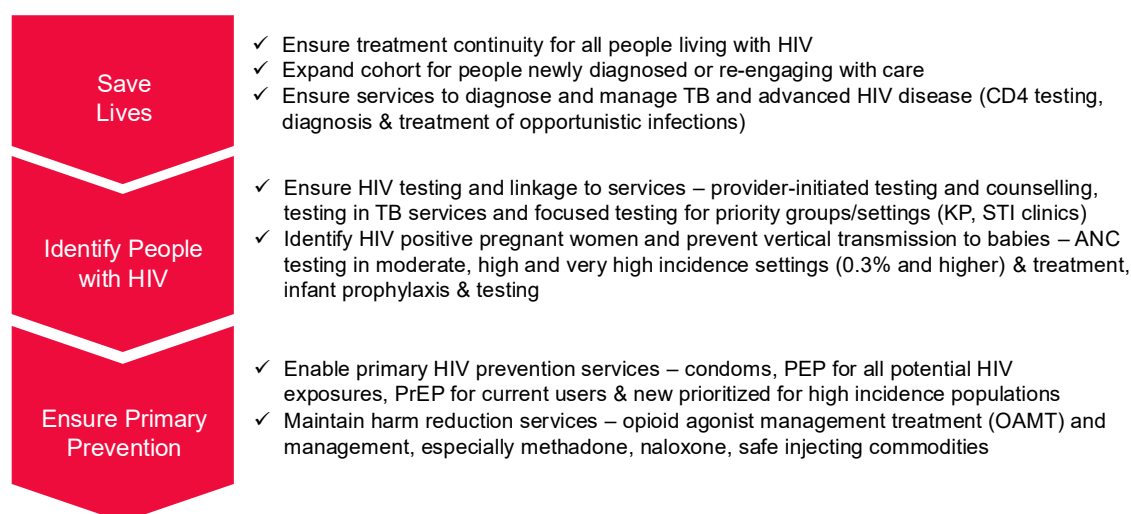 Save
Lives
✓ Ensure treatment continuity for all people living with HIV
✓ Expand cohort for people newly diagnosed or re-engaging with care
✓ Ensure services to diagnose and manage TB and advanced HIV disease (CD4 testing,
diagnosis & treatment of opportunistic infections)
Identify People
with HIV
✓ Ensure HIV testing and linkage to services – provider-initiated testing and counselling,
testing in TB services and focused testing for priority groups/settings (KP, STI clinics)
✓ Identify HIV positive pregnant women and prevent vertical transmission to babies – ANC
testing in moderate, high and very high incidence settings (0.3% and higher) & treatment,
infant prophylaxis & testing
Ensure Primary
Prevention
✓ Enable primary HIV prevention services – condoms, PEP for all potential HIV
exposures, PrEP for current users & new prioritized for high incidence populations
✓ Maintain harm reduction services – opioid agonist management treatment (OAMT) and
management, especially methadone, naloxone, safe injecting commodities